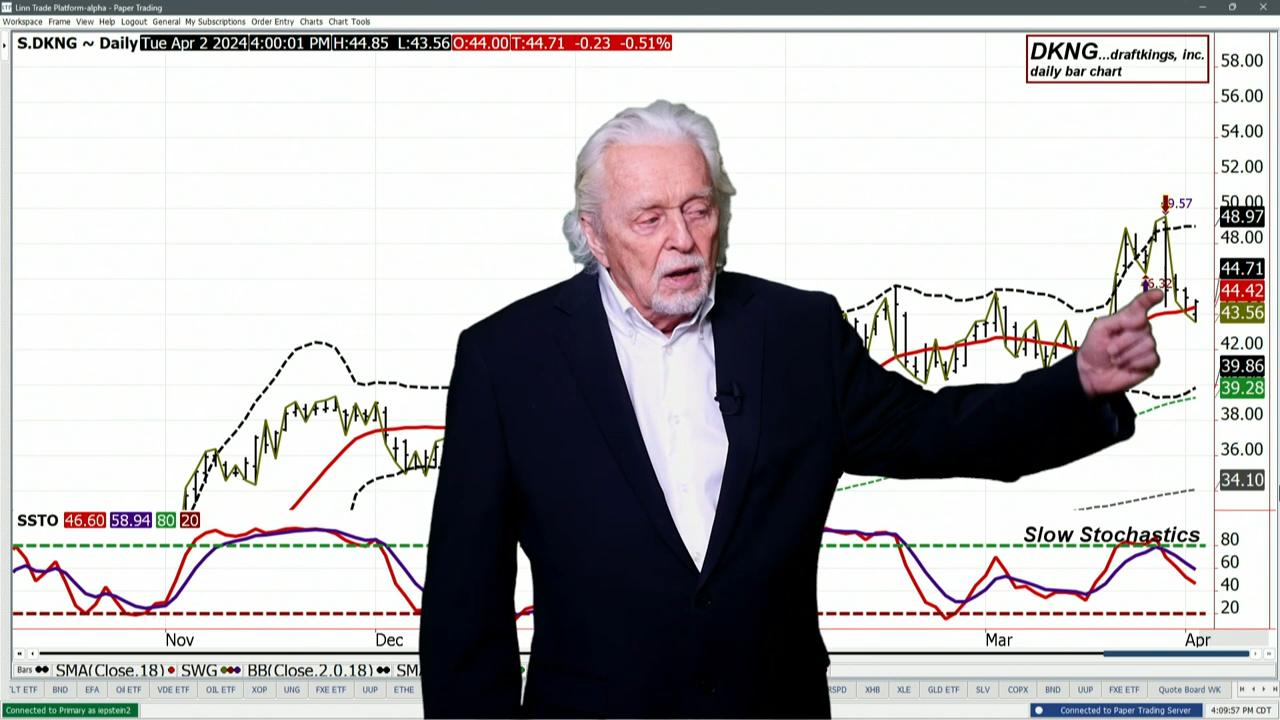 Linn Trade Platform-alpha - Paper Trading
Workspace Frame View Help Logout General My Subscriptions Order Entry Charts Chart Tools
S.DKNG ~ Daily Tue Apr 2 2024 4:00:01 PM H:44.85 L:43.56 O:44.00 T:44.71 -0.23 -0.51%
DKNG...draftkings, inc.
daily bar chart
58.00
56.00
54.00
52.00
50.00
48.97
48.00
44.71
44.42
43.56
42.00
39.86
39.28
38.00
36.00
34.10
9.57
6.32
SSTO 46.60 58.94 80 20
Slow Stochastics
80
60
40
20
Nov Dec Mar Apr
Bars SMA(Close,18) SWG BB(Close,2.0,18) SM
LT ETF BND EFA OI ETF VDE ETF OIL ETF XOP UNG FXE ETF UUP ETHE RSPD XHB XLE GLD ETF SLV COPX BND UUP FXE ETF Quote Board WK
Connected to Primary as iepstein2 Connected to Paper Trading Server 4:09:57 PM CDT